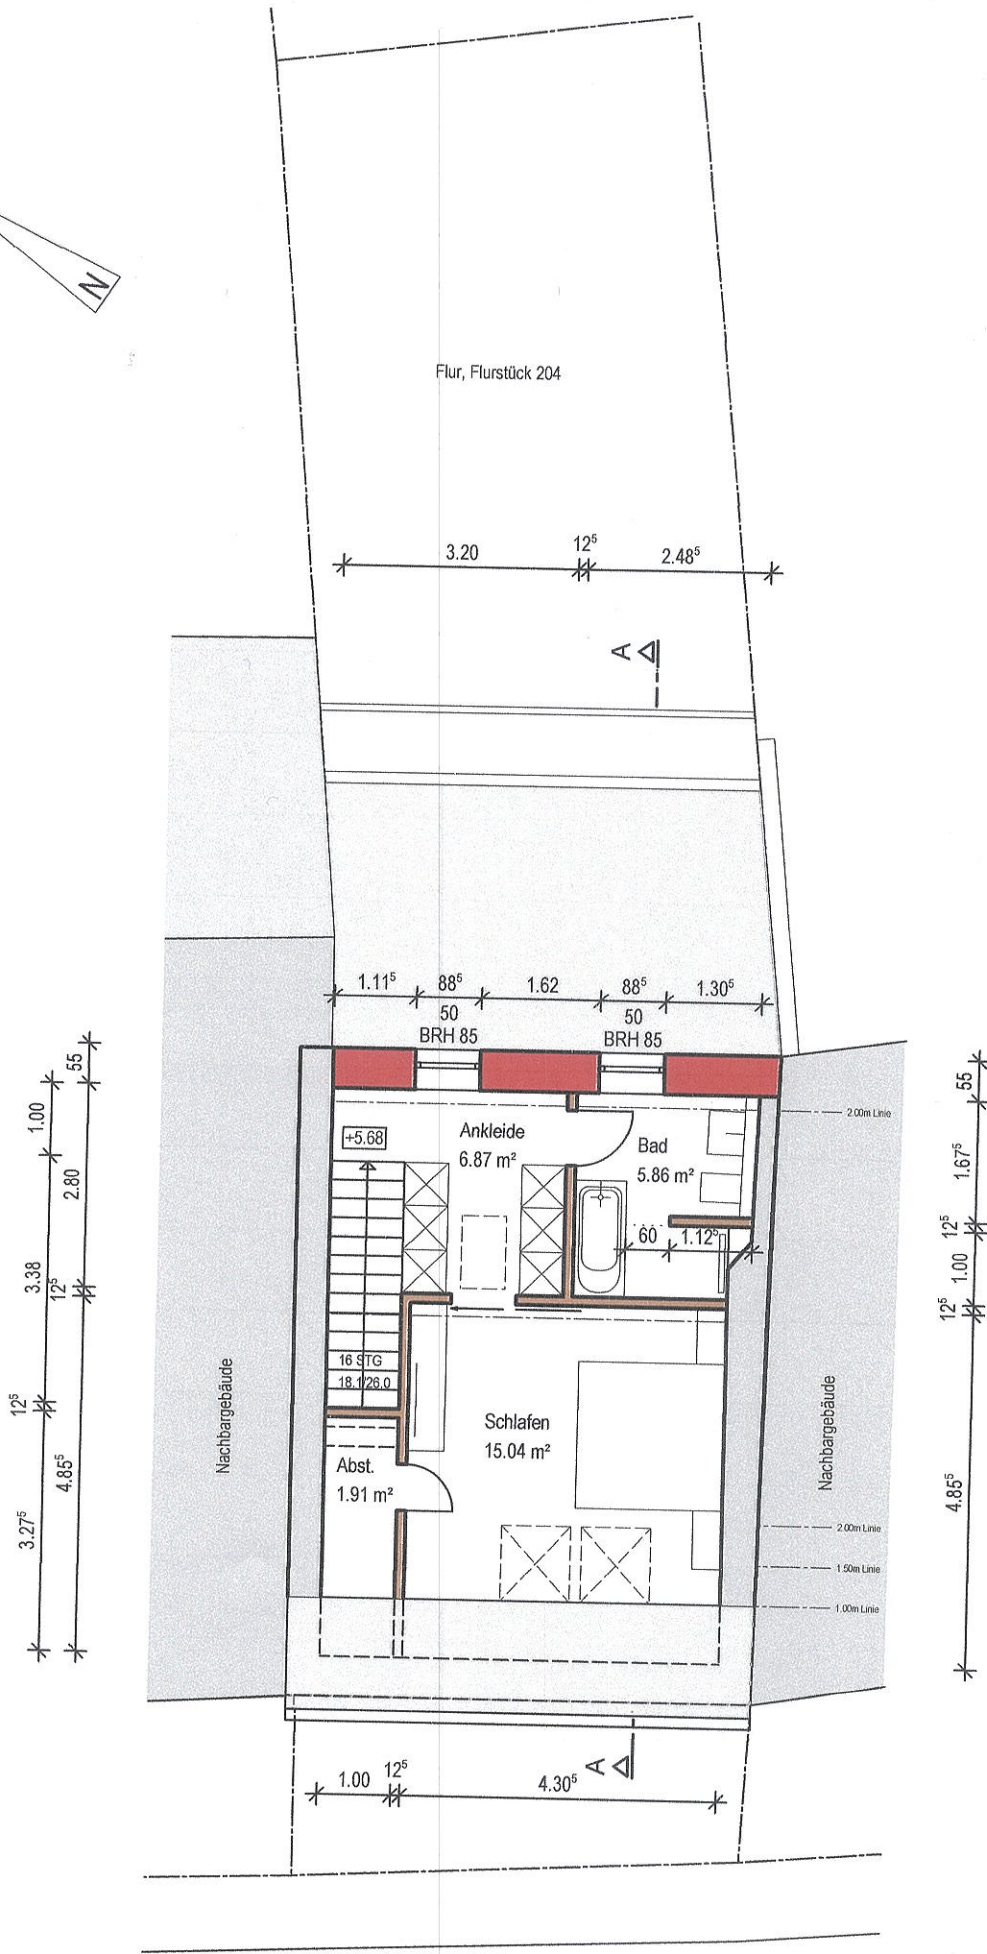 N
Flur, Flurstück 204
3.20
12⁵
2.48⁵
A
1.11⁵
88⁵
1.62
88⁵
1.30⁵
50
50
BRH 85
BRH 85
55
1.00
2.80
3.38
12⁵
12⁵
4.85⁵
3.27⁵
+5.68
Ankleide
6.87 m²
Bad
5.86 m²
60
1.12⁵
16 STG
18.1/26.0
Schlafen
15.04 m²
Abst.
1.91 m²
Nachbargebäude
Nachbargebäude
2.00m Linie
2.00m Linie
1.50m Linie
1.00m Linie
55
1.67⁵
12⁵
1.00
12⁵
4.85⁵
A
1.00
12⁵
4.30⁵